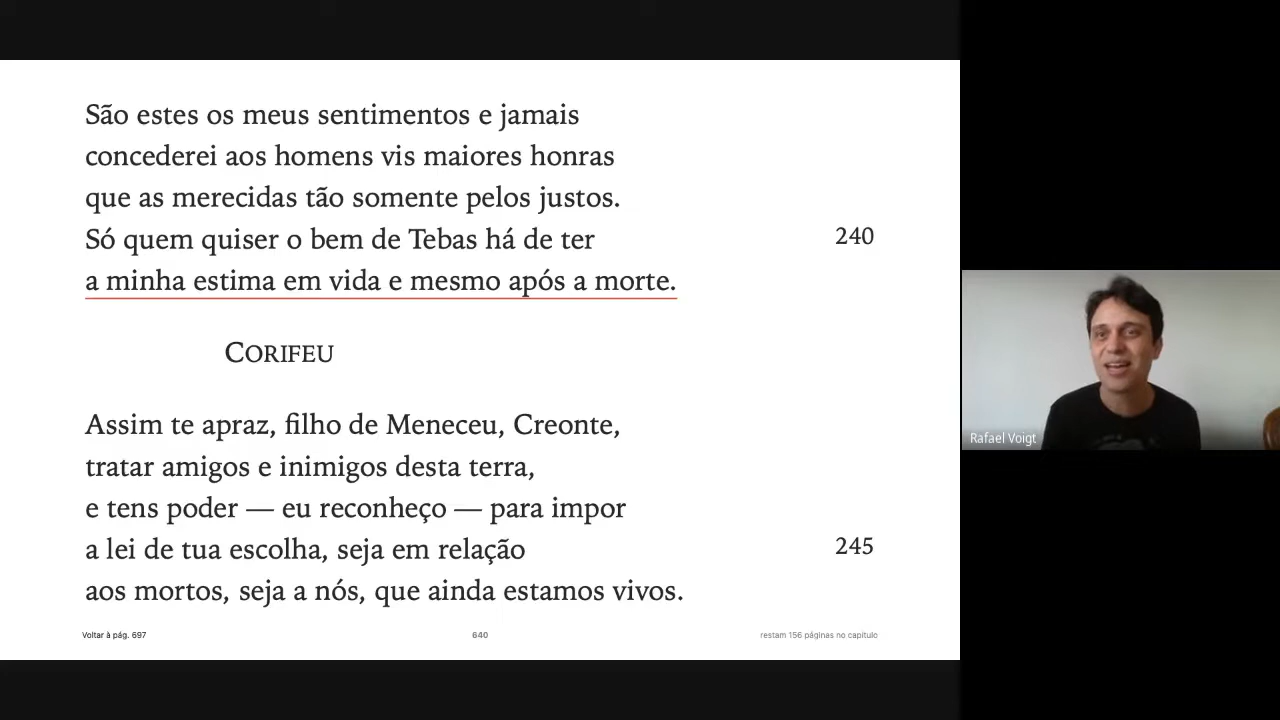 São estes os meus sentimentos e jamais
concederei aos homens vis maiores honras
que as merecidas tão somente pelos justos.
Só quem quiser o bem de Tebas há de ter 240
a minha estima em vida e mesmo após a morte.
CORIFEU
Assim te apraz, filho de Meneceu, Creonte,
tratar amigos e inimigos desta terra,
e tens poder — eu reconheço — para impor
a lei de tua escolha, seja em relação 245
aos mortos, seja a nós, que ainda estamos vivos.
Voltar à pág. 697 640 restam 156 páginas no capítulo
Rafael Voigt